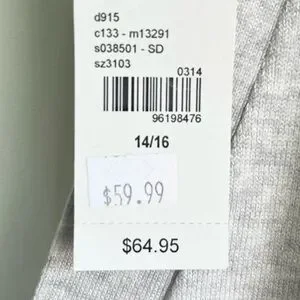 d915
c133 - m13291
s038501 - SD
sz3103
0314
96198476
14/16
$59.99
$64.95